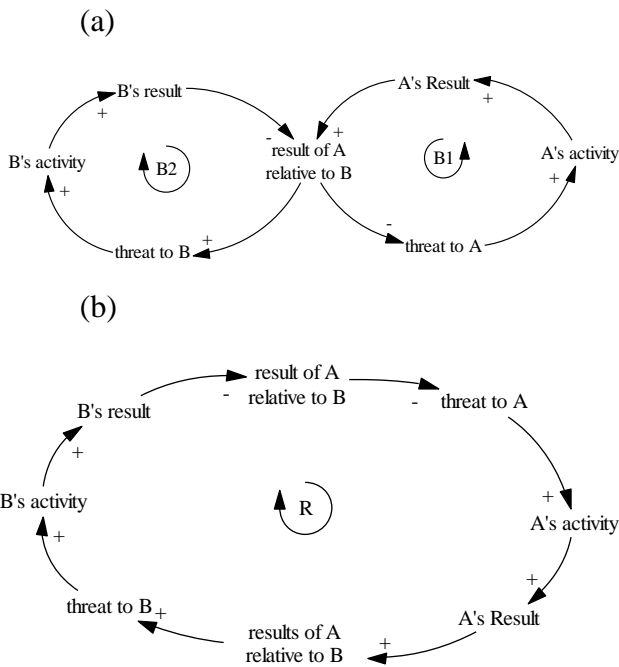 (a)
B's result
A's Result
+
+
-
+
result of A
relative to B
B's activity
B2
B1
A's activity
+
+
-
+
threat to B
threat to A
(b)
result of A
relative to B
-
-
threat to A
B's result
+
B's activity
R
+
A's activity
+
+
threat to B
+
A's Result
results of A
relative to B
+